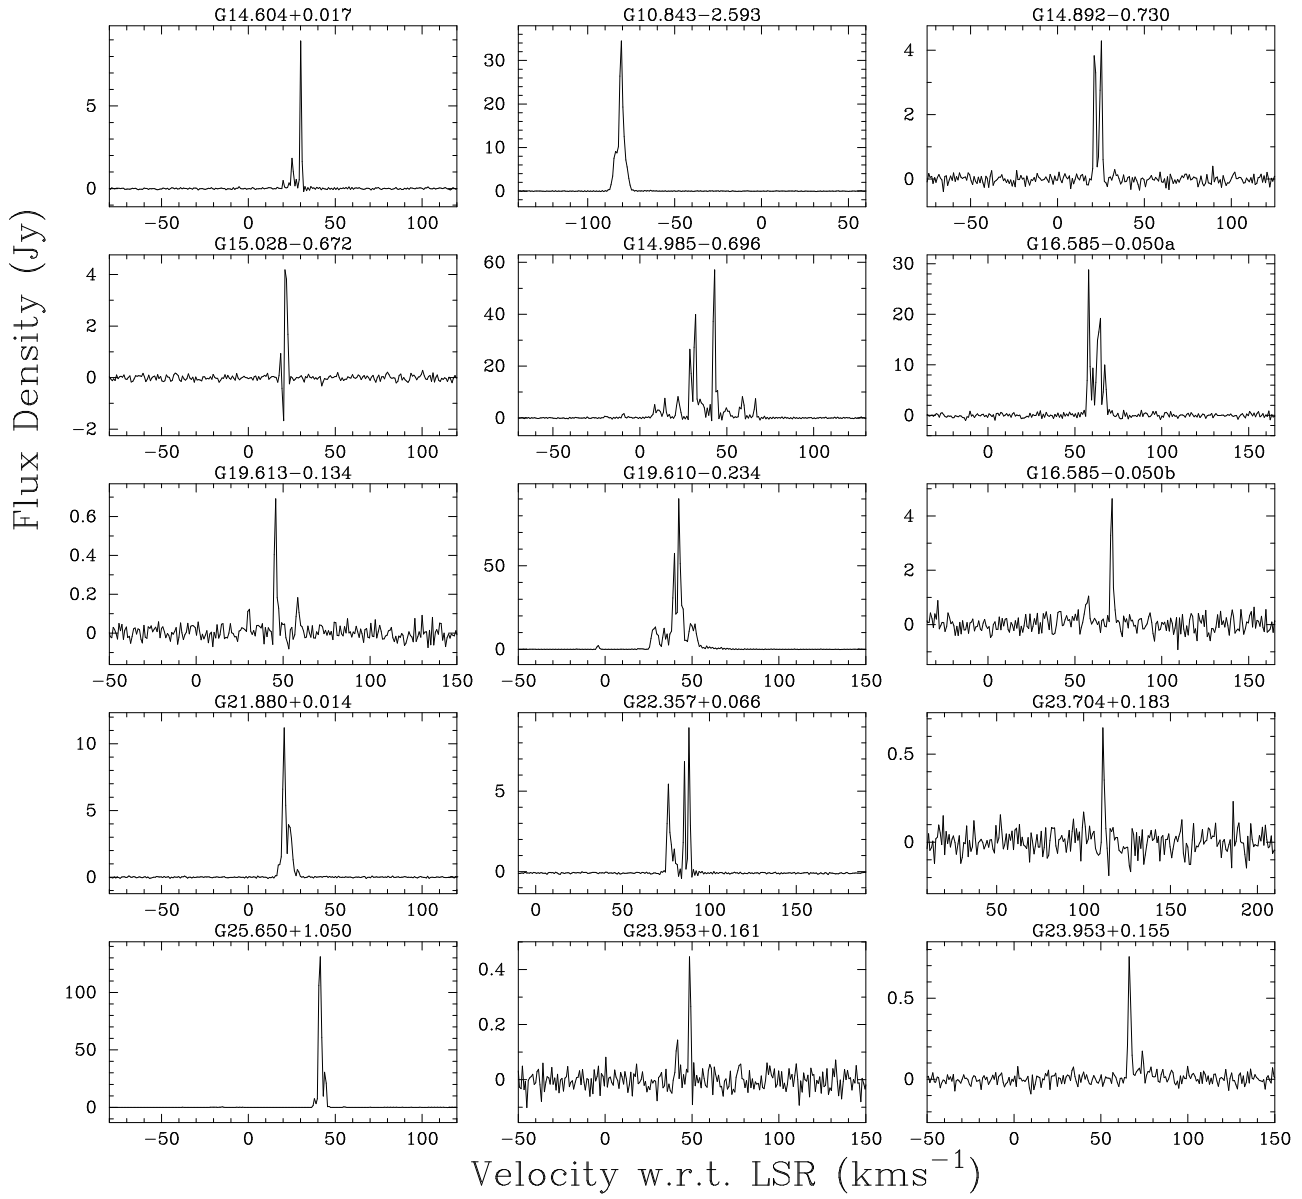 G14.604+0.017 G10.843−2.593 G14.892−0.730
5
0
−50 0 50 100
30
20
10
0
−100 −50 0 50
4
2
0
−50 0 50 100
G15.028−0.672 G14.985−0.696 G16.585−0.050a
4
2
0
−2
−50 0 50 100
60
40
20
0
−50 0 50 100
30
20
10
0
0 50 100 150
G19.613−0.134 G19.610−0.234 G16.585−0.050b
0.6
0.4
0.2
0
−50 0 50 100 150
50
0
−50 0 50 100 150
4
2
0
0 50 100 150
G21.880+0.014 G22.357+0.066 G23.704+0.183
10
5
0
−50 0 50 100
5
0
0 50 100 150
0.5
0
50 100 150 200
G25.650+1.050 G23.953+0.161 G23.953+0.155
100
50
0
−50 0 50 100
0.4
0.2
0
−50 0 50 100 150
0.5
0
−50 0 50 100 150
Flux Density (Jy)
Velocity w.r.t. LSR (kms−1)